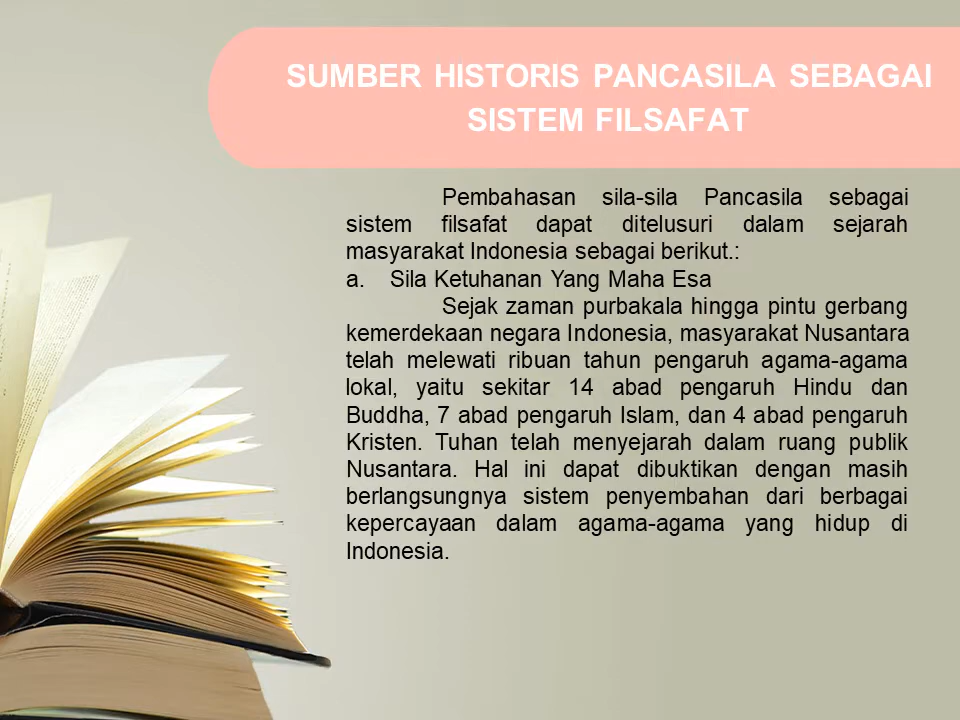 SUMBER HISTORIS PANCASILA SEBAGAI
SISTEM FILSAFAT
Pembahasan sila-sila Pancasila sebagai
sistem filsafat dapat ditelusuri dalam sejarah
masyarakat Indonesia sebagai berikut.:
a. Sila Ketuhanan Yang Maha Esa
Sejak zaman purbakala hingga pintu gerbang
kemerdekaan negara Indonesia, masyarakat Nusantara
telah melewati ribuan tahun pengaruh agama-agama
lokal, yaitu sekitar 14 abad pengaruh Hindu dan
Buddha, 7 abad pengaruh Islam, dan 4 abad pengaruh
Kristen. Tuhan telah menyejarah dalam ruang publik
Nusantara. Hal ini dapat dibuktikan dengan masih
berlangsungnya sistem penyembahan dari berbagai
kepercayaan dalam agama-agama yang hidup di
Indonesia.